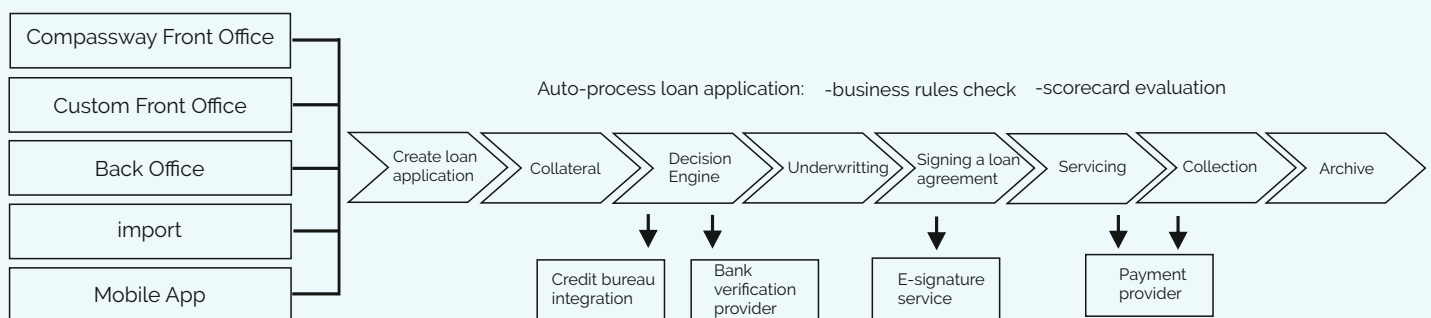 Compassway Front Office
Custom Front Office
Back Office
import
Mobile App
Auto-process loan application: -business rules check -scorecard evaluation
Create loan
application
Collateral
Decision
Engine
Underwritting
Signing a loan
agreement
Servicing
Collection
Archive
Credit bureau
integration
Bank
verification
provider
E-signature
service
Payment
provider